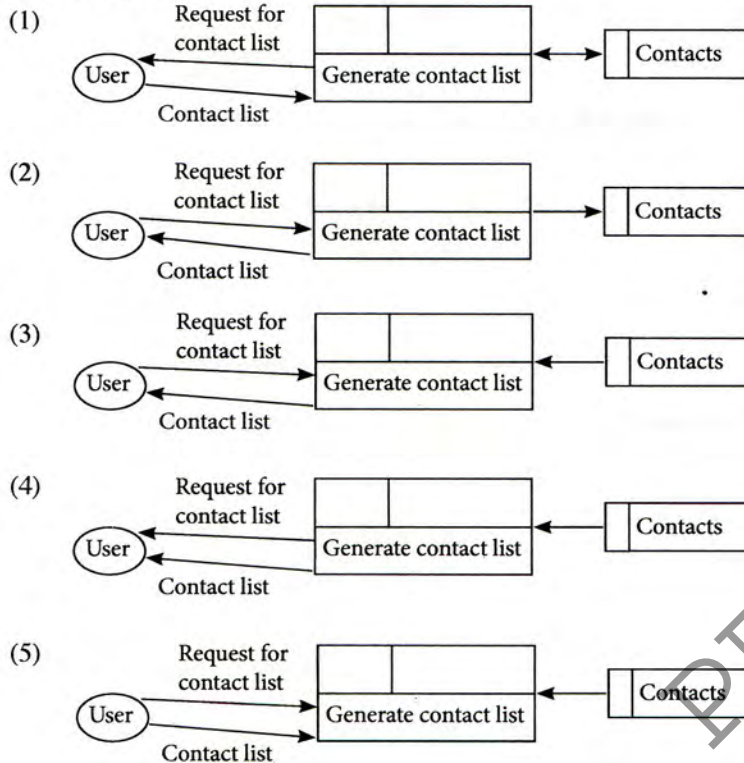 (1)
Request for
contact list
User
Generate contact list
Contacts
Contact list
(2)
Request for
contact list
User
Generate contact list
Contacts
Contact list
(3)
Request for
contact list
User
Generate contact list
Contacts
Contact list
(4)
Request for
contact list
User
Generate contact list
Contacts
Contact list
(5)
Request for
contact list
User
Generate contact list
Contacts
Contact list